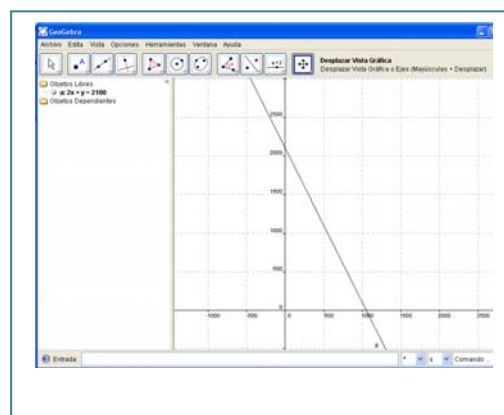 GeoGebra
Archivo Edita Vista Opciones Herramientas Ventana Ayuda
Desplazar Vista Gráfica
Desplazar Vista Gráfica o Ejes (Mayúsculas + Desplazar)
Objetos Libres
a: 2x + y = 2100
Objetos Dependientes
2500
2000
1500
1000
500
0
-1000 -500 0 500 1000 1500 2000 2500
a
Entrada:
Comando ...